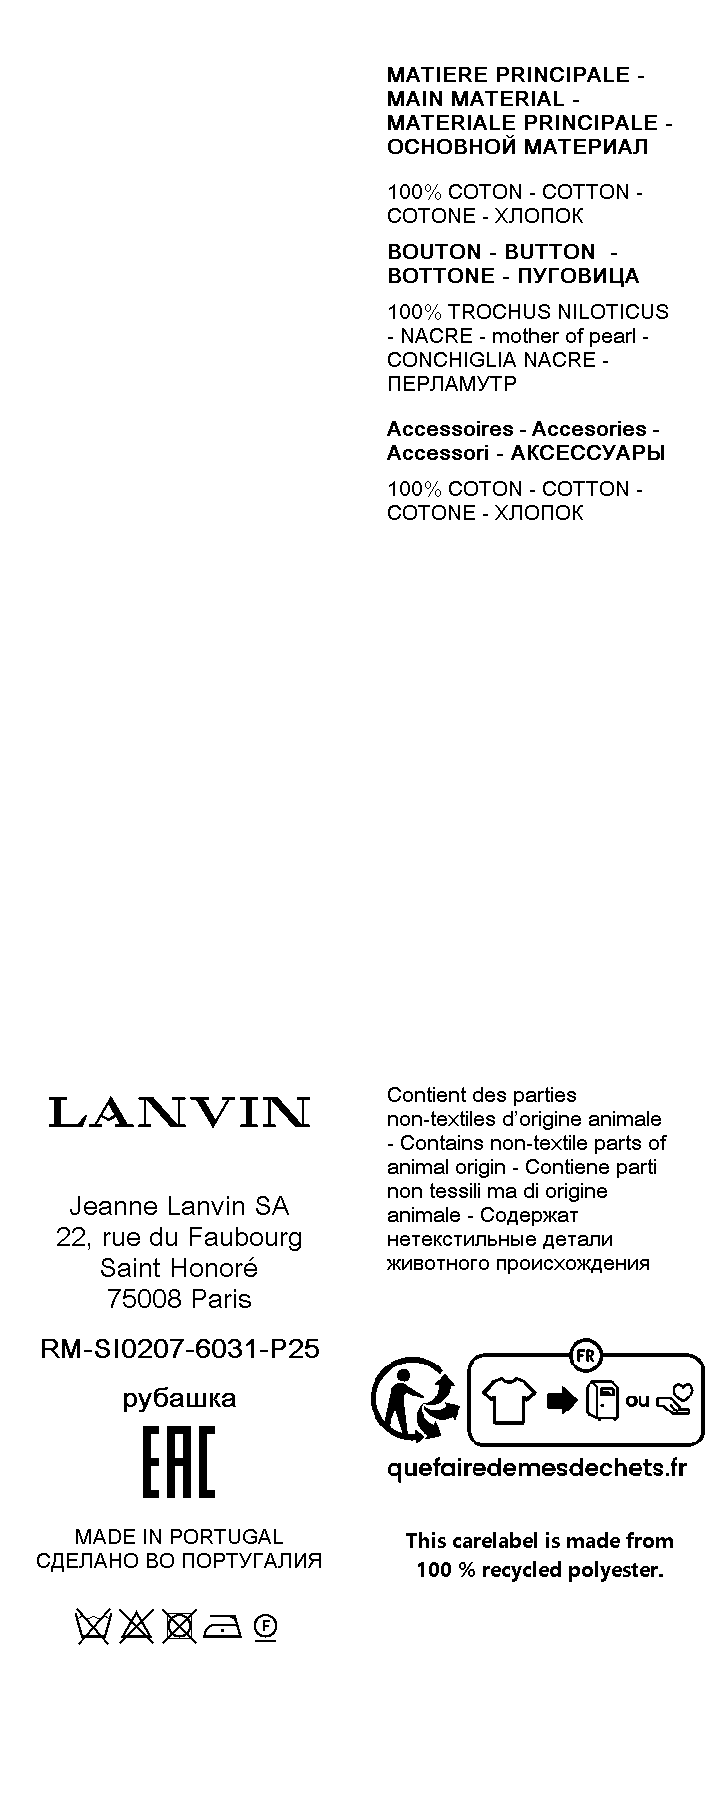 MATIERE PRINCIPALE -
MAIN MATERIAL -
MATERIALE PRINCIPALE -
ОСНОВНОЙ МАТЕРИАЛ
100% COTON - COTTON -
COTONE - ХЛОПОК
BOUTON - BUTTON -
BOTTONE - ПУГОВИЦА
100% TROCHUS NILOTICUS
- NACRE - mother of pearl -
CONCHIGLIA NACRE -
ПЕРЛАМУТР
Accessoires - Accesories -
Accessori - АКСЕССУАРЫ
100% COTON - COTTON -
COTONE - ХЛОПОК
LANVIN
Jeanne Lanvin SA
22, rue du Faubourg
Saint Honoré
75008 Paris
RM-SI0207-6031-P25
рубашка
EAC
MADE IN PORTUGAL
СДЕЛАНО ВО ПОРТУГАЛИЯ
F
Contient des parties
non-textiles d'origine animale
- Contains non-textile parts of
animal origin - Contiene parti
non tessili ma di origine
animale - Содержат
нетекстильные детали
животного происхождения
FR
ou
quefairedemesdechets.fr
This carelabel is made from
100 % recycled polyester.